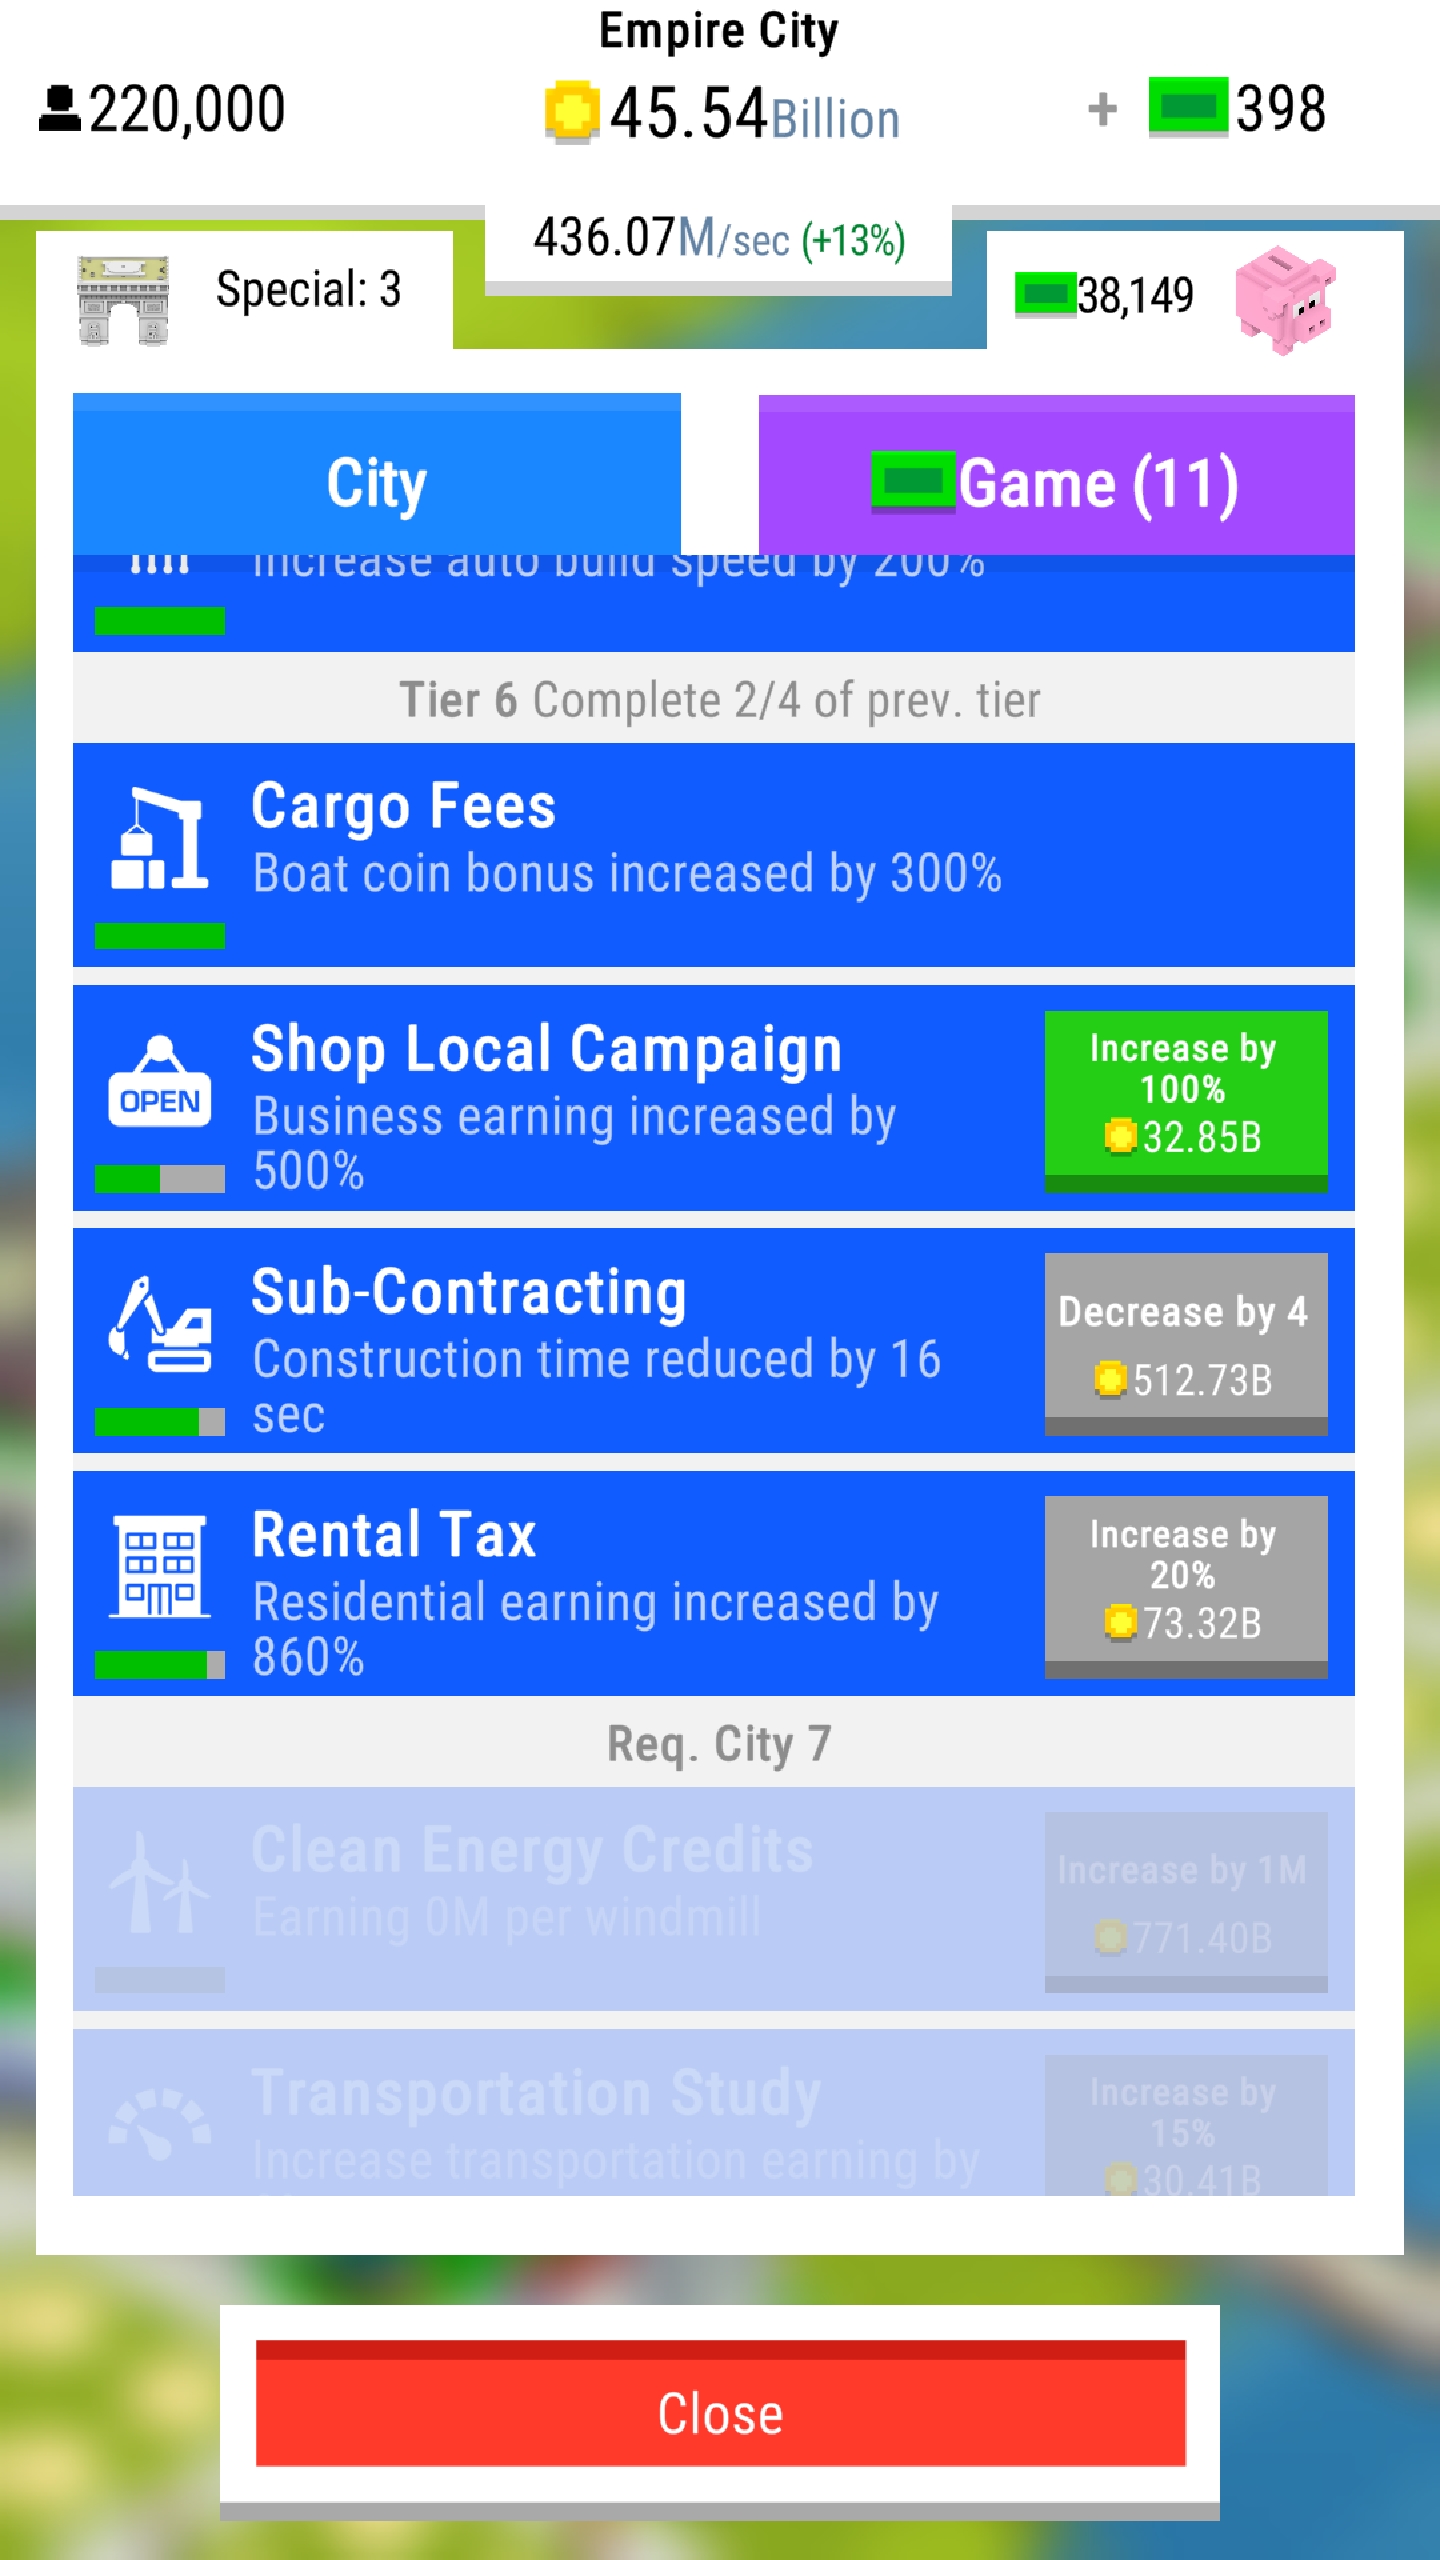 Empire City
220,000
45.54Billion
+ 398
436.07M/sec (+13%)
Special: 3
38,149
City
Game (11)
Increase auto build speed by 200%
Tier 6 Complete 2/4 of prev. tier
Cargo Fees
Boat coin bonus increased by 300%
OPEN
Shop Local Campaign
Business earning increased by
500%
Increase by
100%
32.85B
Sub-Contracting
Construction time reduced by 16
sec
Decrease by 4
512.73B
Rental Tax
Residential earning increased by
860%
Increase by
20%
73.32B
Req. City 7
Clean Energy Credits
Earning 0M per windmill
Increase by 1M
771.40B
Transportation Study
Increase transportation earning by
Increase by
15%
30.41B
Close